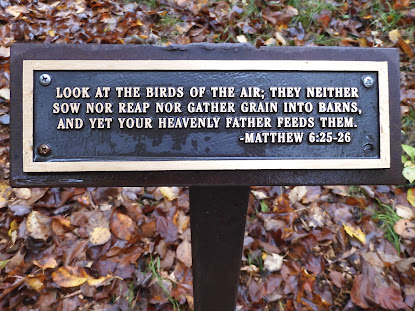 LOOK AT THE BIRDS OF THE AIR; THEY NEITHER
SOW NOR REAP NOR GATHER GRAIN INTO BARNS,
AND YET YOUR HEAVENLY FATHER FEEDS THEM.
-MATTHEW 6:25-26